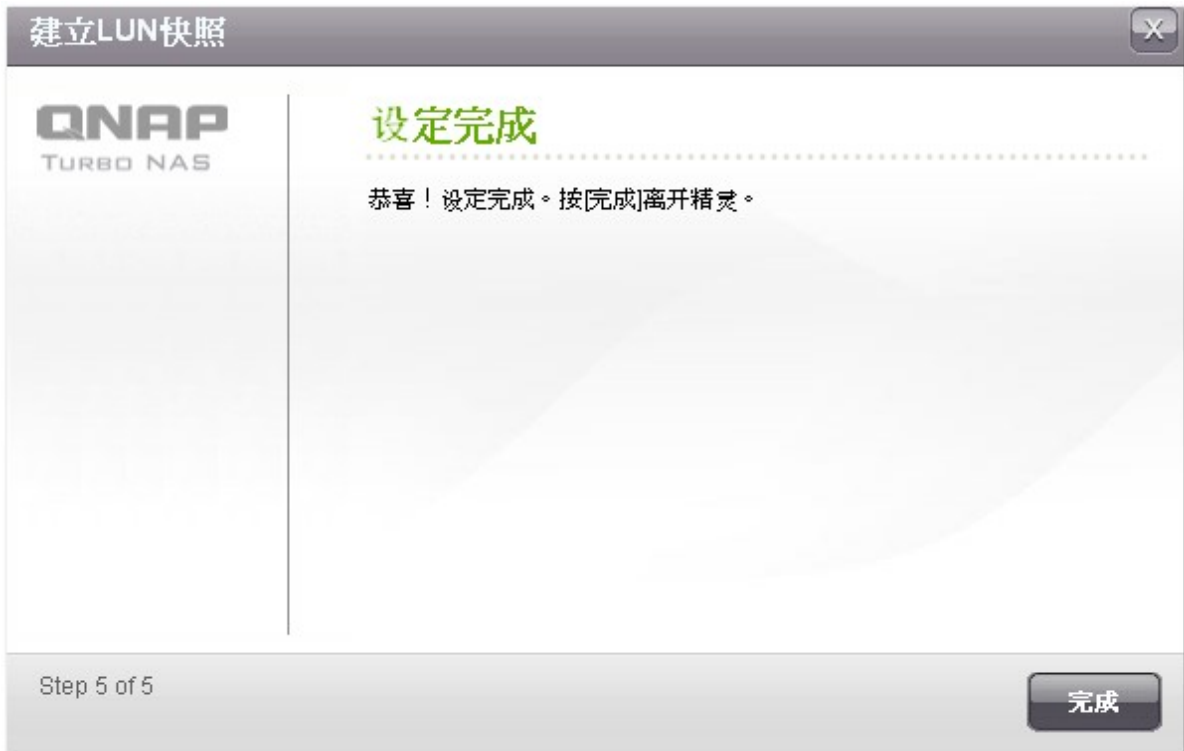 建立LUN快照
X
QNAP
TURBO NAS
设定完成
恭喜！设定完成。按[完成]离开精灵。
Step 5 of 5
完成